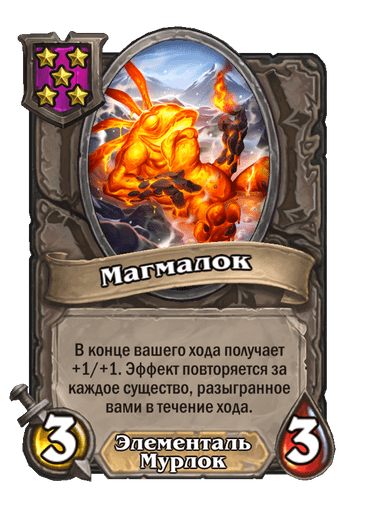 Магмалок
В конце вашего хода получает
+1/+1. Эффект повторяется за
каждое существо, разыгранное
вами в течение хода.
3
Элементаль
3
Мурлок